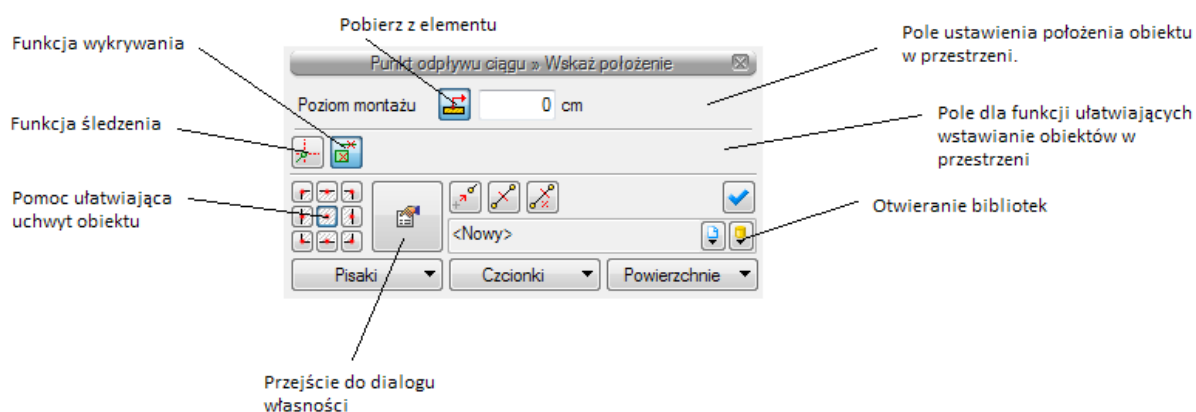 Pobierz z elementu
Funkcja wykrywania
Pole ustawienia położenia obiektu
w przestrzeni.
Punkt odpływu ciągu » Wskaż położenie
Poziom montażu 0 cm
Funkcja śledzenia
Pole dla funkcji ułatwiających
wstawianie obiektów w
przestrzeni
Pomoc ułatwiająca
uchwyt obiektu
Otwieranie bibliotek
<Nowy>
Pisaki Czcionki Powierzchnie
Przejście do dialogu
własności